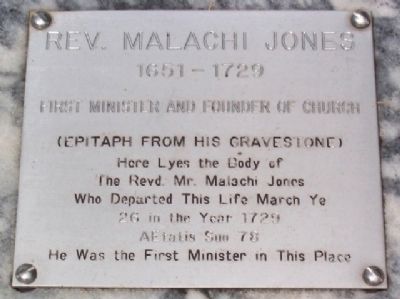 REV. MALACHI JONES
1651-1729
FIRST MINISTER AND FOUNDER OF CHURCH
(EPITAPH FROM HIS GRAVESTONE)
Here Lyes the Body of
The Revd. Mr. Malachi Jones
Who Departed This Life March Ye
26 in the Year 1729
AEtatis Suo 78
He Was the First Minister in This Place